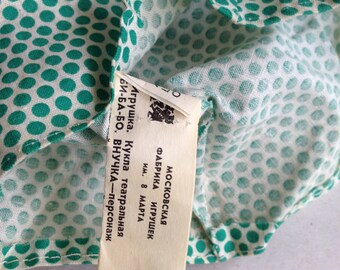 МОСКОВСКАЯ
ФАБРИКА ИГРУШЕК
им. 8 МАРТА
Игрушка. Кукла театральная
БИ-БА-БО, ВНУЧКА—персонаж